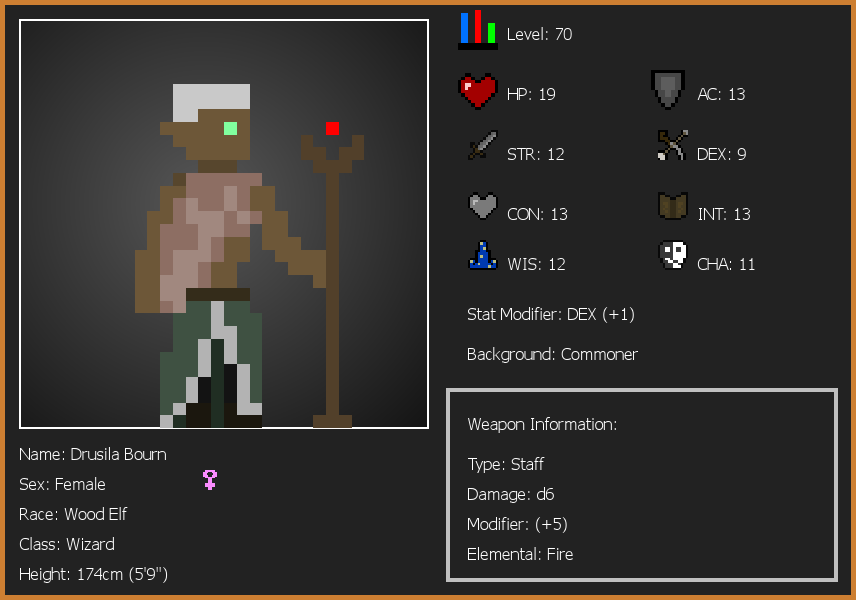 Level: 70
HP: 19
AC: 13
STR: 12
DEX: 9
CON: 13
INT: 13
WIS: 12
CHA: 11
Stat Modifier: DEX (+1)
Background: Commoner
Weapon Information:
Type: Staff
Damage: d6
Modifier: (+5)
Elemental: Fire
Name: Drusila Bourn
Sex: Female
Race: Wood Elf
Class: Wizard
Height: 174cm (5'9")